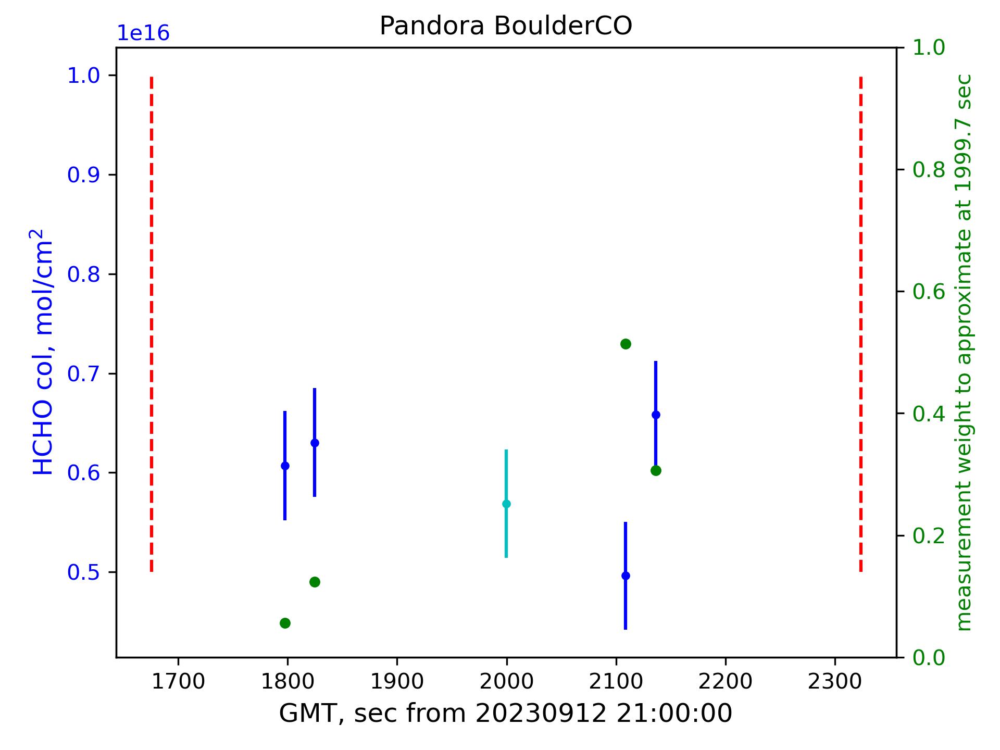 Pandora BoulderCO
1e16
1.0
0.9
0.8
0.7
0.6
0.5
HCHO col, mol/cm²
1.0
0.8
0.6
0.4
0.2
0.0
measurement weight to approximate at 1999.7 sec
1700 1800 1900 2000 2100 2200 2300
GMT, sec from 20230912 21:00:00